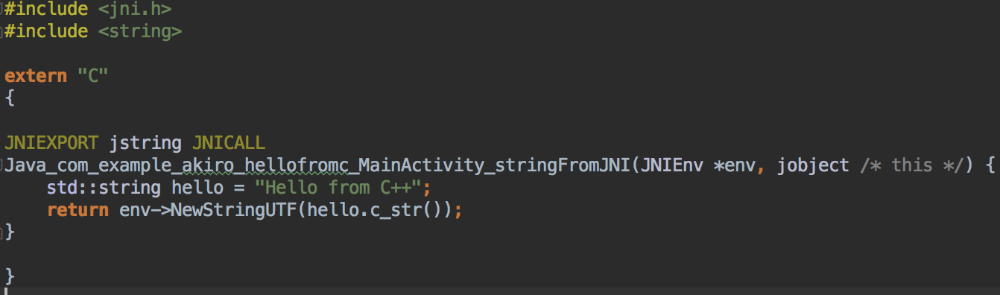 #include <jni.h>
#include <string>
extern "C"
{
JNIEXPORT jstring JNICALL
Java_com_example_akiro_hellofromc_MainActivity_stringFromJNI(JNIEnv *env, jobject /* this */) {
    std::string hello = "Hello from C++";
    return env->NewStringUTF(hello.c_str());
}
}